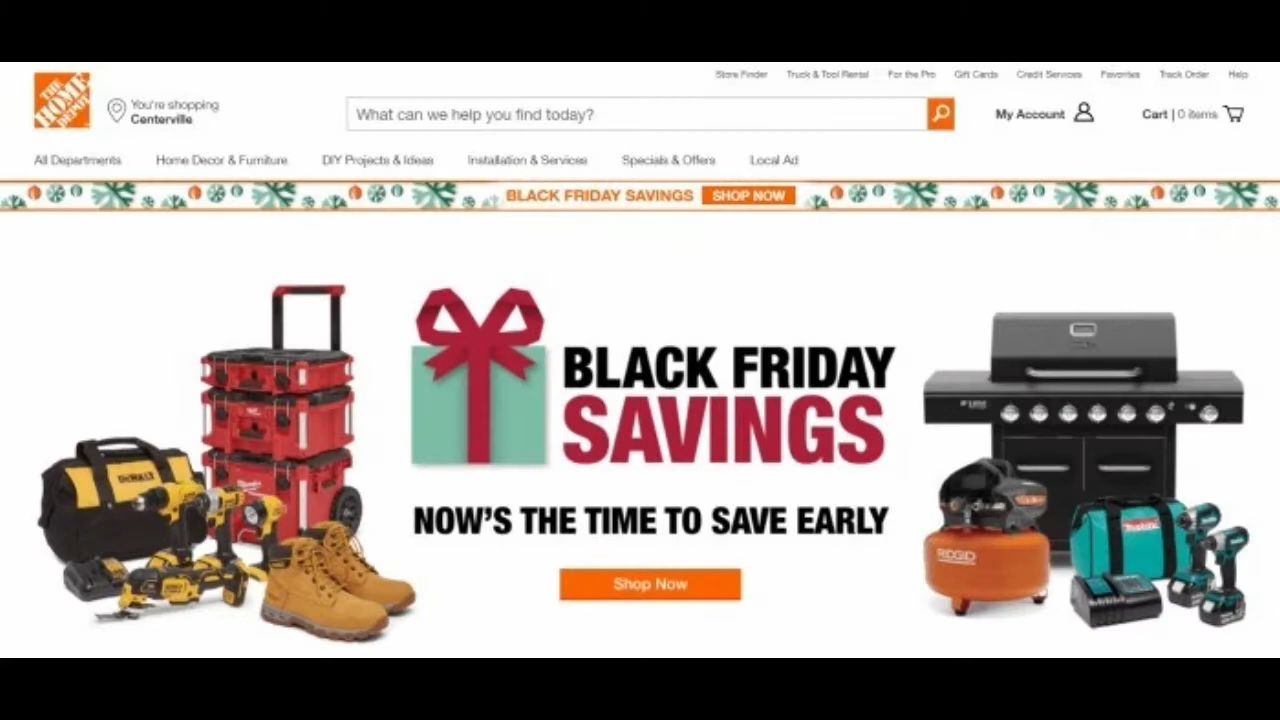 Store Finder Truck & Tool Rental For the Pro Gift Cards Credit Services Favorites Track Order Help
THE
HOME
DEPOT
You're shopping
Centerville
What can we help you find today?
My Account
Cart | 0 items
All Departments Home Decor & Furniture DIY Projects & Ideas Installation & Services Specials & Offers Local Ad
BLACK FRIDAY SAVINGS SHOP NOW
BLACK FRIDAY
SAVINGS
NOW'S THE TIME TO SAVE EARLY
Shop Now
DEWALT
Milwaukee
RIDGID
Makita